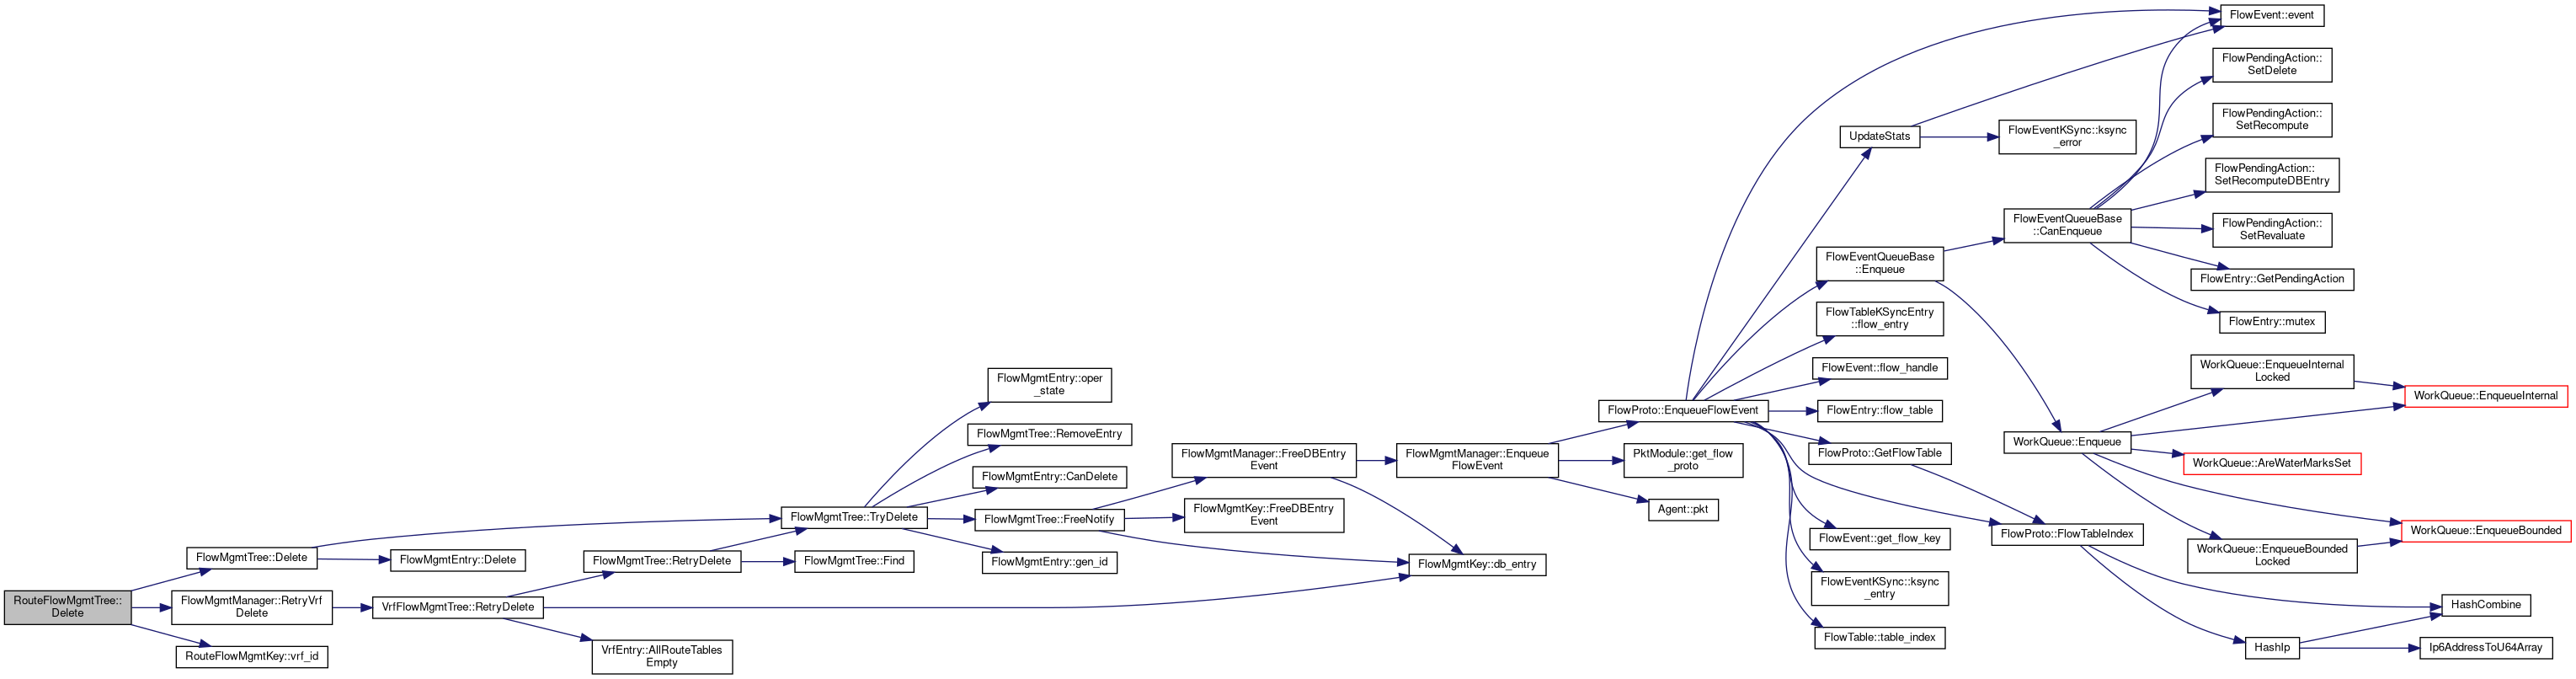 RouteFlowMgmtTree::
Delete
FlowMgmtTree::Delete
FlowMgmtManager::RetryVrf
Delete
RouteFlowMgmtKey::vrf_id
FlowMgmtEntry::Delete
VrfFlowMgmtTree::RetryDelete
FlowMgmtTree::RetryDelete
VrfEntry::AllRouteTables
Empty
FlowMgmtTree::TryDelete
FlowMgmtTree::Find
FlowMgmtEntry::oper
_state
FlowMgmtTree::RemoveEntry
FlowMgmtEntry::CanDelete
FlowMgmtTree::FreeNotify
FlowMgmtEntry::gen_id
FlowMgmtManager::FreeDBEntry
Event
FlowMgmtKey::FreeDBEntry
Event
FlowMgmtKey::db_entry
FlowMgmtManager::Enqueue
FlowEvent
FlowProto::EnqueueFlowEvent
PktModule::get_flow
_proto
Agent::pkt
UpdateStats
FlowEventQueueBase
::Enqueue
FlowTableKSyncEntry
::flow_entry
FlowEvent::flow_handle
FlowEntry::flow_table
FlowProto::GetFlowTable
FlowEvent::get_flow_key
FlowEventKSync::ksync
_entry
FlowTable::table_index
FlowEventKSync::ksync
_error
FlowEventQueueBase
::CanEnqueue
WorkQueue::Enqueue
FlowProto::FlowTableIndex
FlowEvent::event
FlowPendingAction::
SetDelete
FlowPendingAction::
SetRecompute
FlowPendingAction::
SetRecomputeDBEntry
FlowPendingAction::
SetRevaluate
FlowEntry::GetPendingAction
FlowEntry::mutex
WorkQueue::EnqueueInternal
Locked
WorkQueue::EnqueueInternal
WorkQueue::AreWaterMarksSet
WorkQueue::EnqueueBounded
WorkQueue::EnqueueBounded
Locked
HashCombine
HashIp
Ip6AddressToU64Array